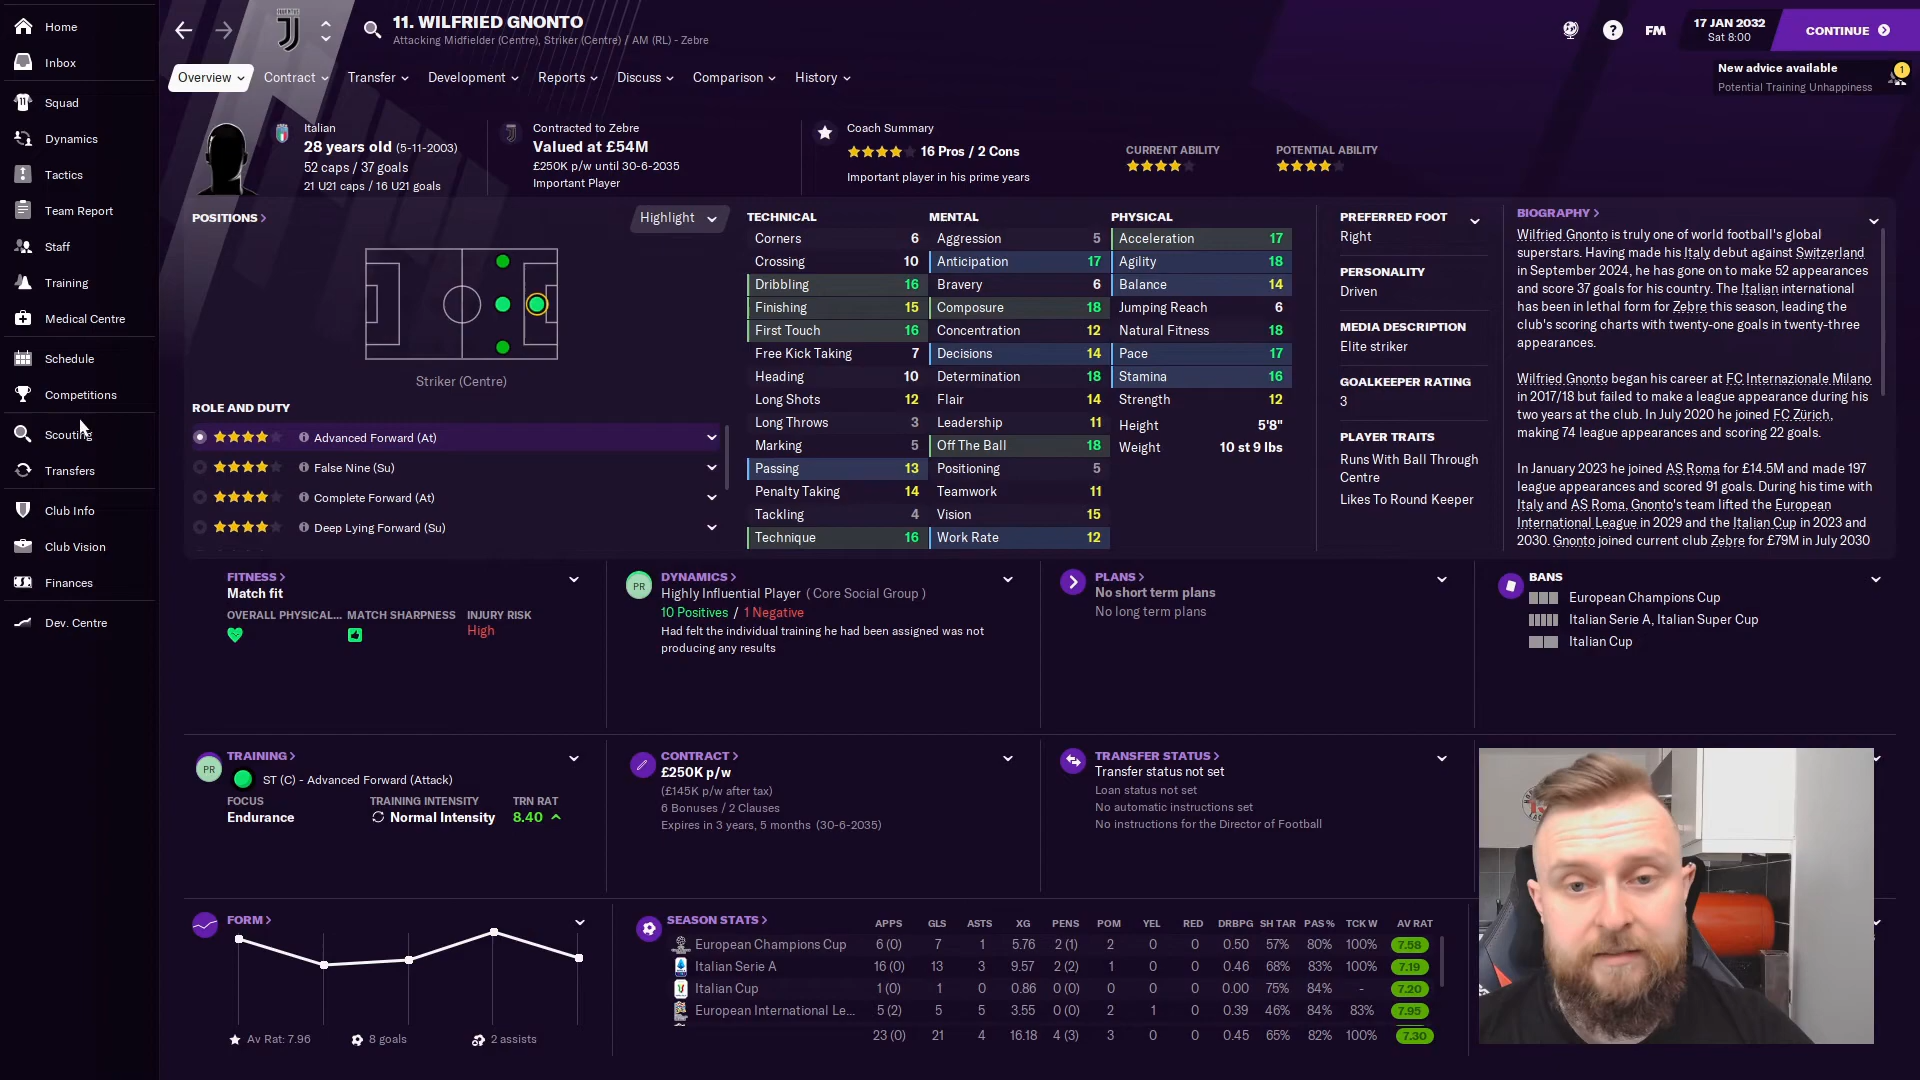 Home
Inbox
Squad
Dynamics
Tactics
Team Report
Staff
Training
Medical Centre
Schedule
Competitions
Scouting
Transfers
Club Info
Club Vision
Finances
Dev. Centre
11. WILFRIED GNONTO
Attacking Midfielder (Centre), Striker (Centre) / AM (RL) - Zebre
FM
17 JAN 2032
Sat 8:00
CONTINUE
Overview
Contract
Transfer
Development
Reports
Discuss
Comparison
History
New advice available
Potential Training Unhappiness
1
Italian
28 years old (5-11-2003)
52 caps / 37 goals
21 U21 caps / 16 U21 goals
Contracted to Zebre
Valued at £54M
£250K p/w until 30-6-2035
Important Player
Coach Summary
16 Pros / 2 Cons
Important player in his prime years
CURRENT ABILITY
POTENTIAL ABILITY
POSITIONS
Highlight
Striker (Centre)
ROLE AND DUTY
Advanced Forward (At)
False Nine (Su)
Complete Forward (At)
Deep Lying Forward (Su)
TECHNICAL
Corners 6
Crossing 10
Dribbling 16
Finishing 15
First Touch 16
Free Kick Taking 7
Heading 10
Long Shots 12
Long Throws 3
Marking 5
Passing 13
Penalty Taking 14
Tackling 4
Technique 16
MENTAL
Aggression 5
Anticipation 17
Bravery 6
Composure 18
Concentration 12
Decisions 14
Determination 18
Flair 14
Leadership 11
Off The Ball 18
Positioning 5
Teamwork 11
Vision 15
Work Rate 12
PHYSICAL
Acceleration 17
Agility 18
Balance 14
Jumping Reach 6
Natural Fitness 18
Pace 17
Stamina 16
Strength 12
Height 5'8"
Weight 10 st 9 lbs
PREFERRED FOOT
Right
PERSONALITY
Driven
MEDIA DESCRIPTION
Elite striker
GOALKEEPER RATING
3
PLAYER TRAITS
Runs With Ball Through
Centre
Likes To Round Keeper
BIOGRAPHY
Wilfried Gnonto is truly one of world football's global
superstars. Having made his Italy debut against Switzerland
in September 2024, he has gone on to make 52 appearances
and score 37 goals for his country. The Italian international
has been in lethal form for Zebre this season, leading the
club's scoring charts with twenty-one goals in twenty-three
appearances.
Wilfried Gnonto began his career at FC Internazionale Milano
in 2017/18 but failed to make a league appearance during his
two years at the club. In July 2020 he joined FC Zürich,
making 74 league appearances and scoring 22 goals.
In January 2023 he joined AS Roma for £14.5M and made 197
league appearances and scored 91 goals. During his time with
Italy and AS Roma, Gnonto's team lifted the European
International League in 2029 and the Italian Cup in 2023 and
2030. Gnonto joined current club Zebre for £79M in July 2030
FITNESS
Match fit
OVERALL PHYSICAL... MATCH SHARPNESS INJURY RISK
High
PR
DYNAMICS
Highly Influential Player ( Core Social Group )
10 Positives / 1 Negative
Had felt the individual training he had been assigned was not
producing any results
PLANS
No short term plans
No long term plans
BANS
European Champions Cup
Italian Serie A, Italian Super Cup
Italian Cup
PR
TRAINING
ST (C) - Advanced Forward (Attack)
FOCUS TRAINING INTENSITY TRN RAT
Endurance Normal Intensity 8.40
CONTRACT
£250K p/w
(£145K p/w after tax)
6 Bonuses / 2 Clauses
Expires in 3 years, 5 months (30-6-2035)
TRANSFER STATUS
Transfer status not set
Loan status not set
No automatic instructions set
No instructions for the Director of Football
FORM
Av Rat: 7.96 8 goals 2 assists
SEASON STATS APPS GLS ASTS XG PENS POM YEL RED DRBPG SH TAR PAS% TCK W AV RAT
European Champions Cup 6 (0) 7 1 5.76 2 (1) 2 0 0 0.50 57% 80% 100% 7.58
Italian Serie A 16 (0) 13 3 9.57 2 (2) 1 0 0 0.46 68% 83% 100% 7.19
Italian Cup 1 (0) 1 0 0.86 0 (0) 0 0 0 0.00 75% 84% - 7.20
European International Le... 5 (2) 5 5 3.55 0 (0) 2 1 0 0.39 46% 84% 83% 7.95
23 (0) 21 4 16.18 4 (3) 3 0 0 0.45 65% 82% 100% 7.30